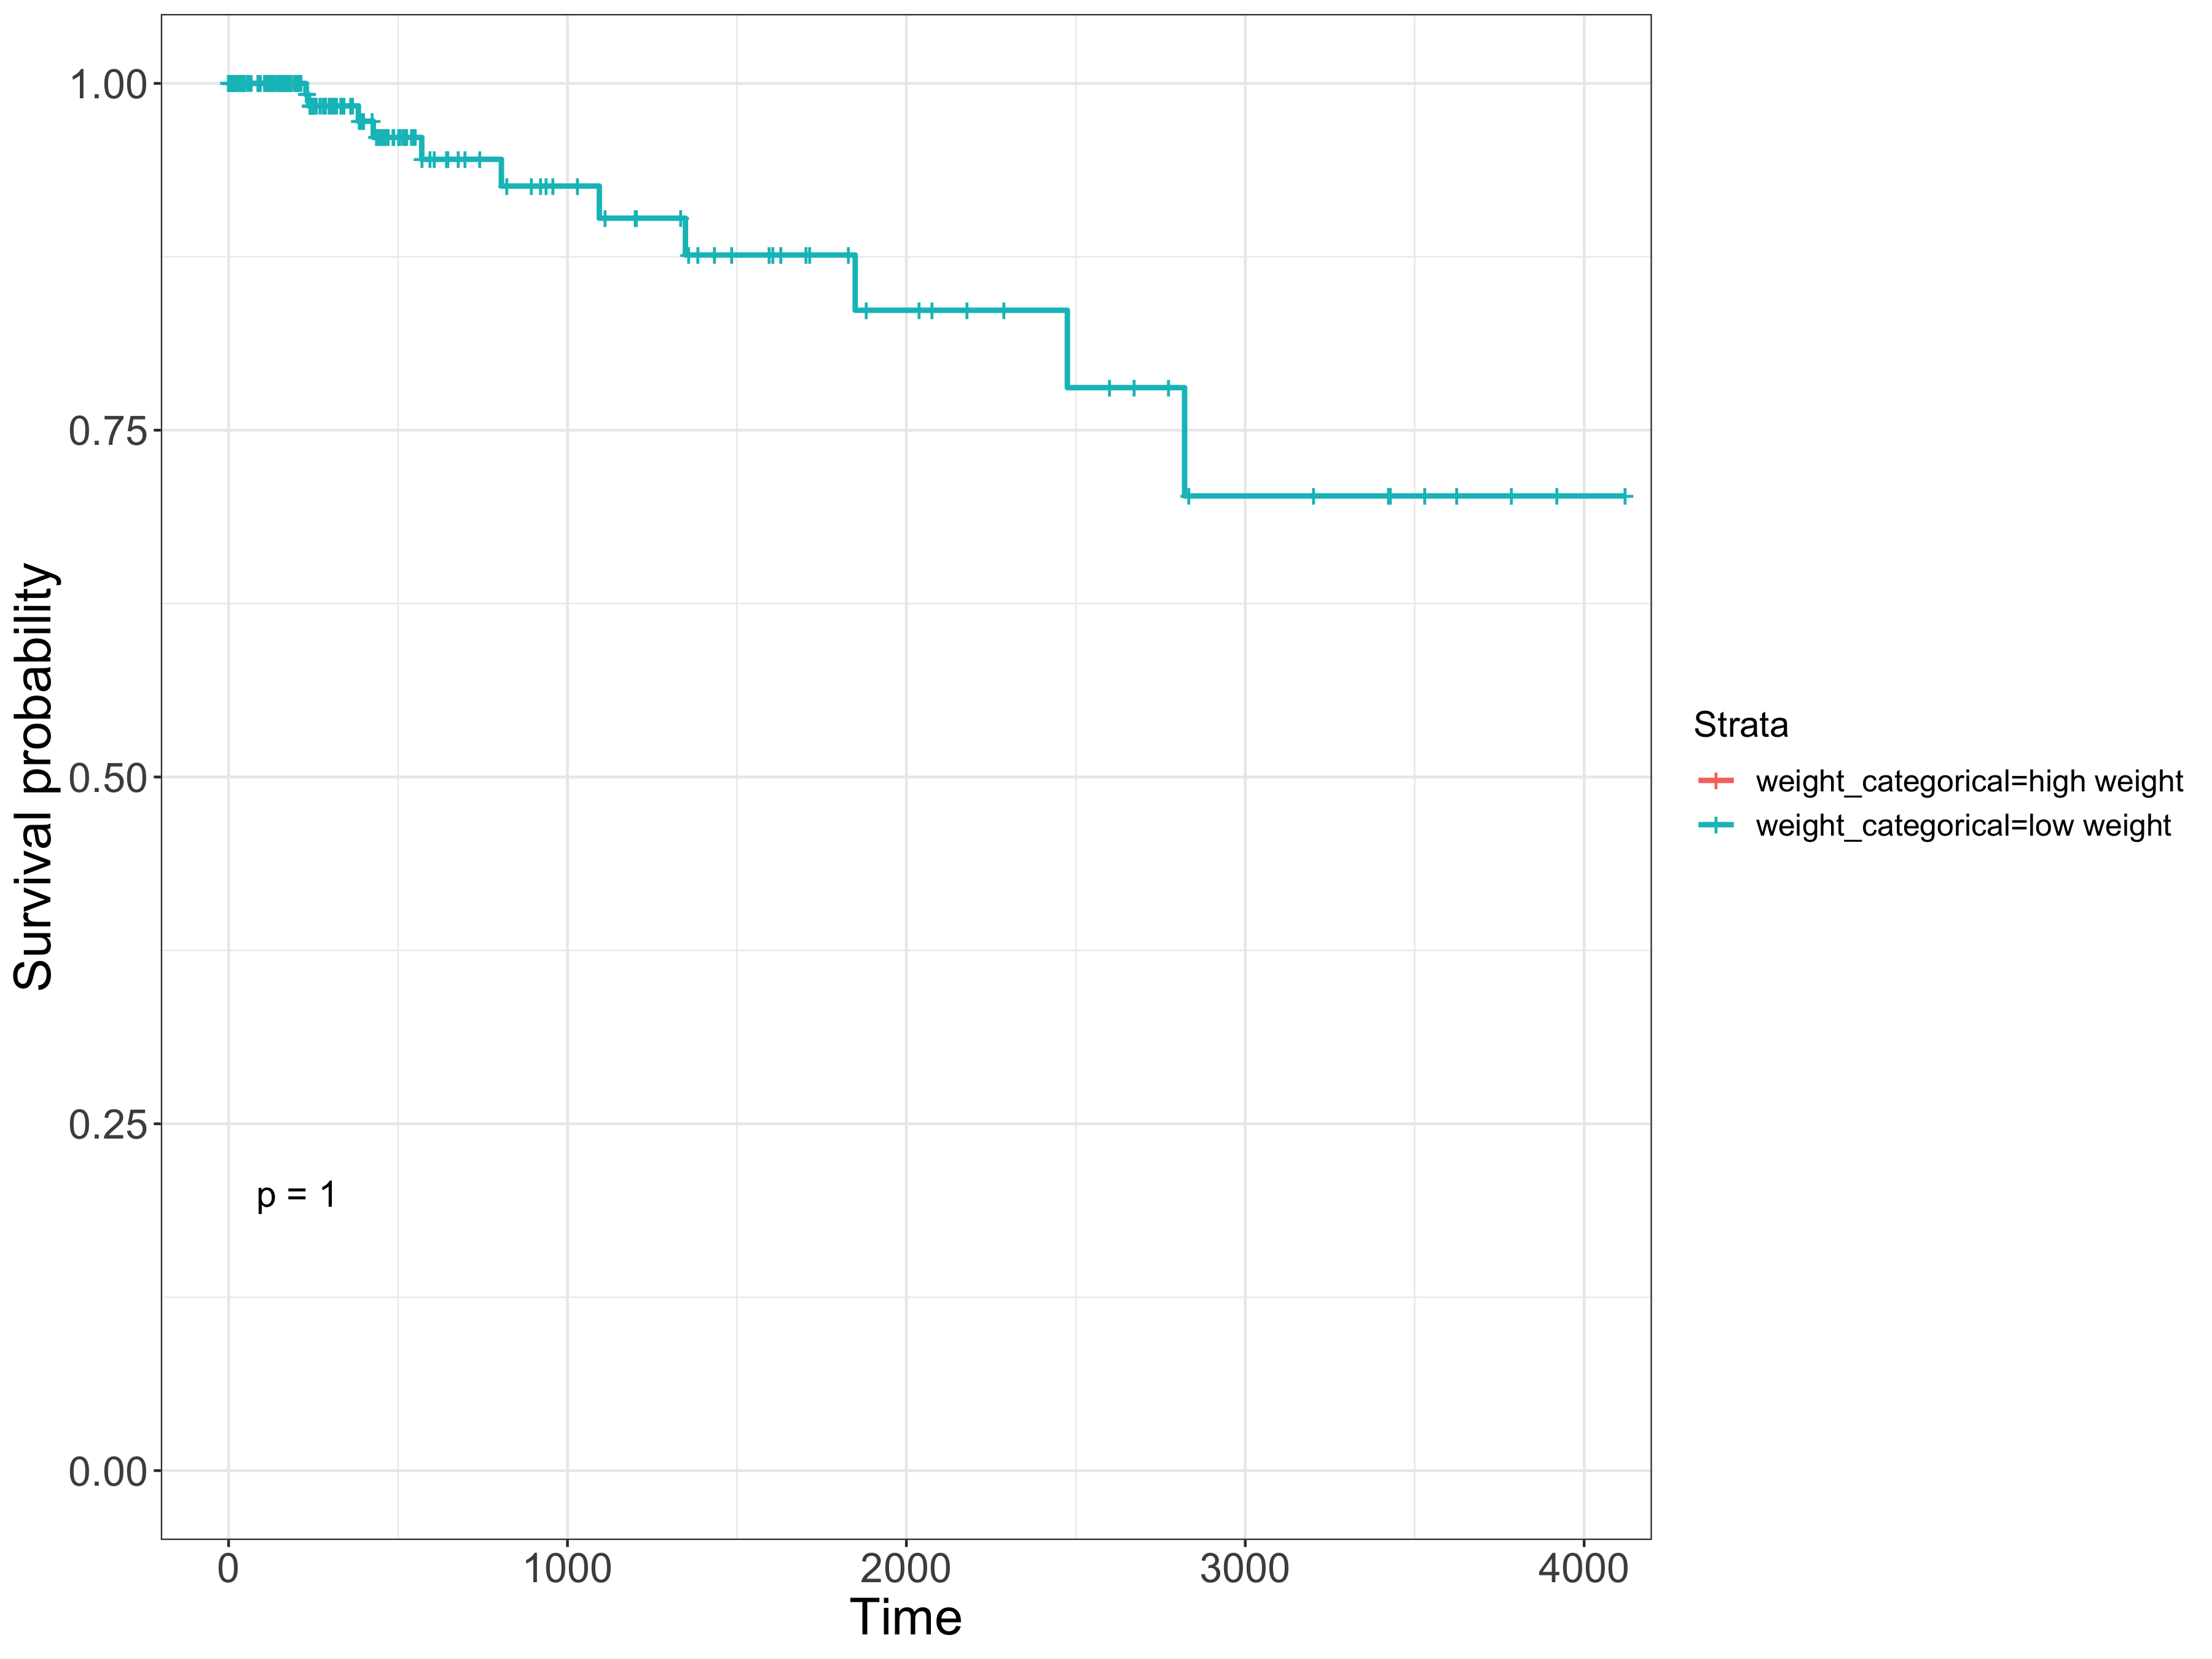 1.00
0.75
0.50
0.25
0.00
Survival probability
p = 1
0 1000 2000 3000 4000
Time
Strata
weight_categorical=high weight
weight_categorical=low weight